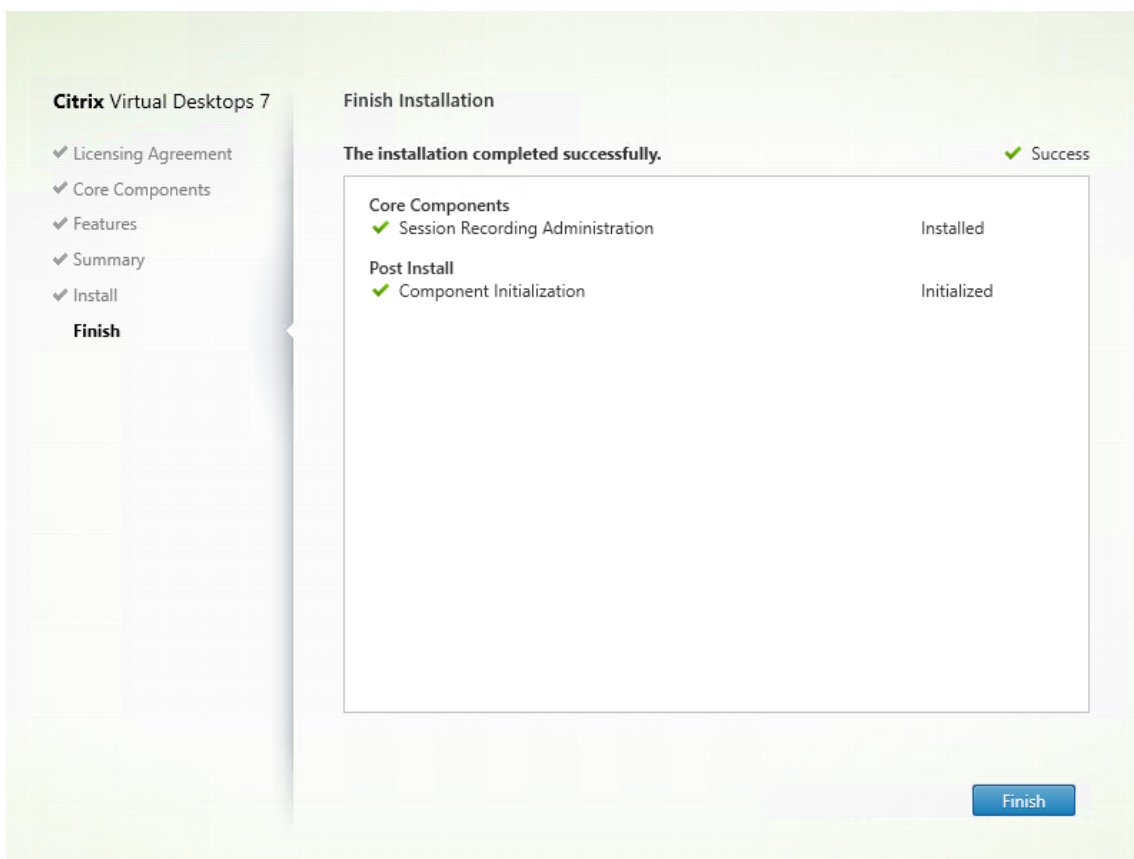 Citrix Virtual Desktops 7
Licensing Agreement
Core Components
Features
Summary
Install
Finish
Finish Installation
The installation completed successfully. Success
Core Components
Session Recording Administration Installed
Post Install
Component Initialization Initialized
Finish